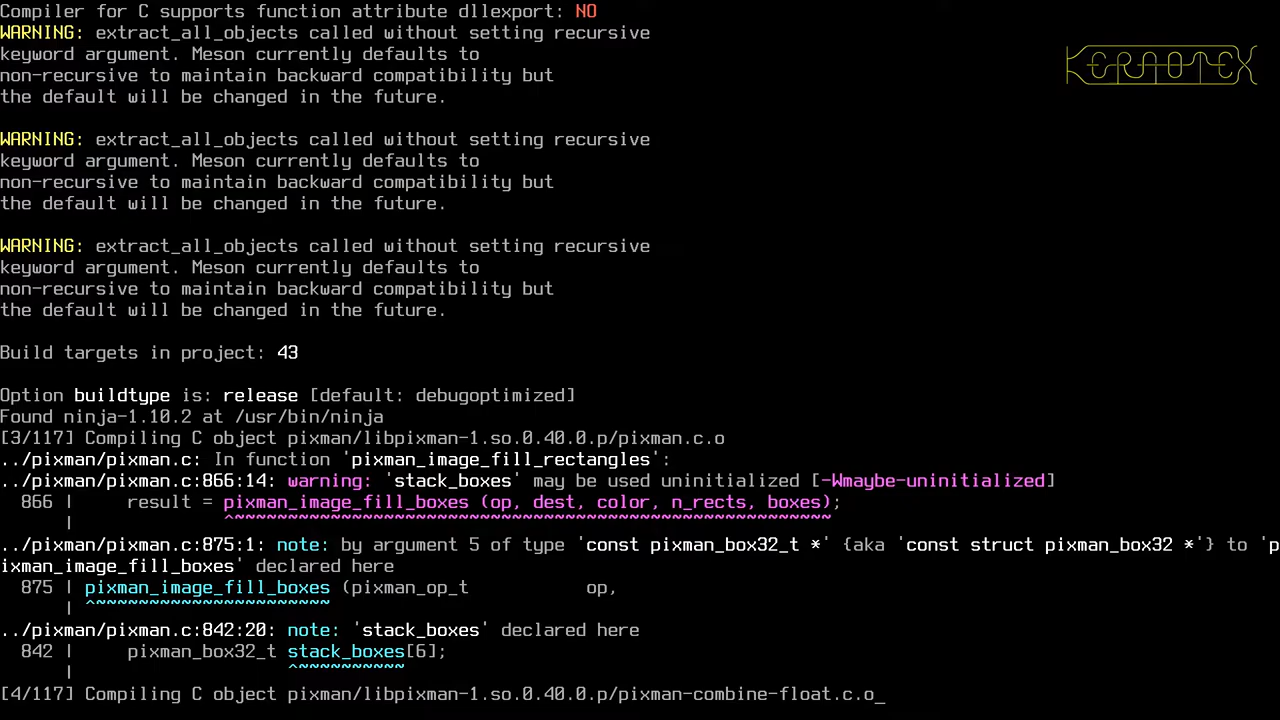 Compiler for C supports function attribute dllexport: NO
WARNING: extract_all_objects called without setting recursive
keyword argument. Meson currently defaults to
non-recursive to maintain backward compatibility but
the default will be changed in the future.
WARNING: extract_all_objects called without setting recursive
keyword argument. Meson currently defaults to
non-recursive to maintain backward compatibility but
the default will be changed in the future.
WARNING: extract_all_objects called without setting recursive
keyword argument. Meson currently defaults to
non-recursive to maintain backward compatibility but
the default will be changed in the future.
Build targets in project: 43
Option buildtype is: release [default: debugoptimized]
Found ninja-1.10.2 at /usr/bin/ninja
[3/117] Compiling C object pixman/libpixman-1.so.0.40.0.p/pixman.c.o
../pixman/pixman.c: In function 'pixman_image_fill_rectangles':
../pixman/pixman.c:866:14: warning: 'stack_boxes' may be used uninitialized [-Wmaybe-uninitialized]
  866 |     result = pixman_image_fill_boxes (op, dest, color, n_rects, boxes);
      |              ^~~~~~~~~~~~~~~~~~~~~~~~~~~~~~~~~~~~~~~~~~~~~~~~~~~~~~~~~
../pixman/pixman.c:875:1: note: by argument 5 of type 'const pixman_box32_t *' {aka 'const struct pixman_box32 *'} to 'p
ixman_image_fill_boxes' declared here
  875 | pixman_image_fill_boxes (pixman_op_t           op,
      | ^~~~~~~~~~~~~~~~~~~~~~~
../pixman/pixman.c:842:20: note: 'stack_boxes' declared here
  842 |     pixman_box32_t stack_boxes[6];
      |                    ^~~~~~~~~~~
[4/117] Compiling C object pixman/libpixman-1.so.0.40.0.p/pixman-combine-float.c.o_
KERNOTEX